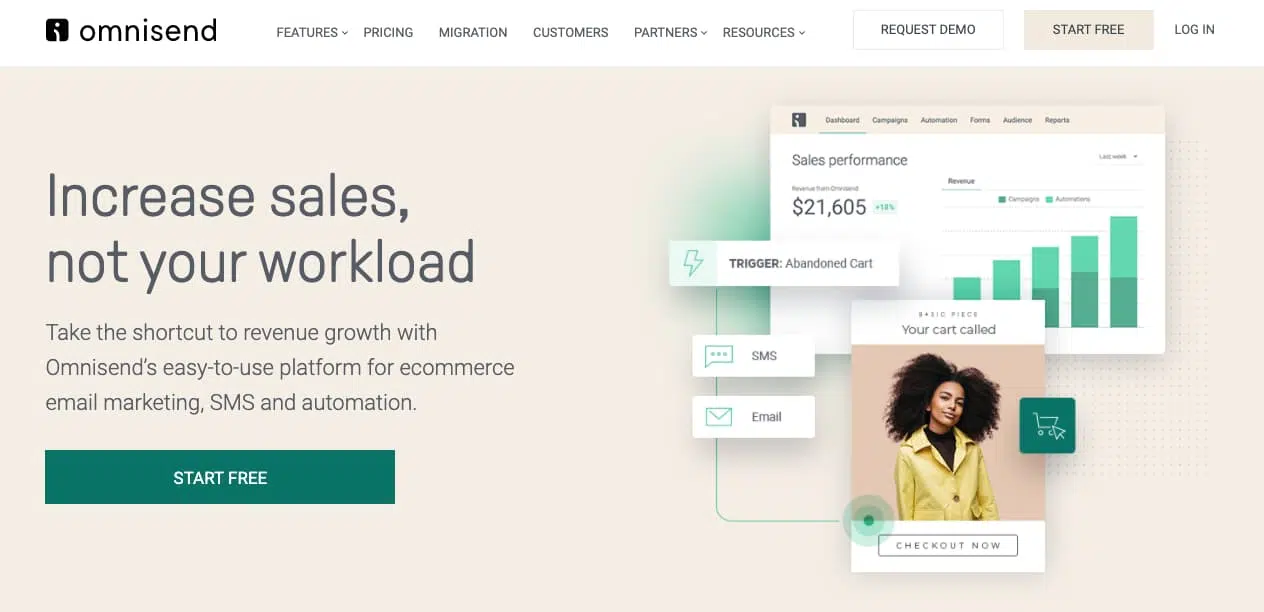 omnisend
FEATURES
PRICING
MIGRATION
CUSTOMERS
PARTNERS
RESOURCES
REQUEST DEMO
START FREE
LOG IN
Increase sales,
not your workload
Take the shortcut to revenue growth with
Omnisend’s easy-to-use platform for ecommerce
email marketing, SMS and automation.
START FREE
Dashboard Campaigns Automation Forms Audience Reports
Sales performance
Last week
Revenue from Omnisend
$21,605 +18%
Revenue
Campaigns Automations
TRIGGER: Abandoned Cart
SMS
Email
B+SIC PIECE
Your cart called
CHECKOUT NOW